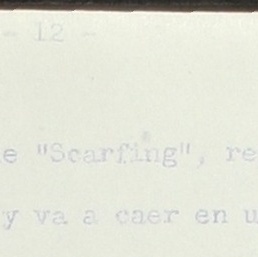 - 12 -
e "Scarfing", re
y va a caer en u